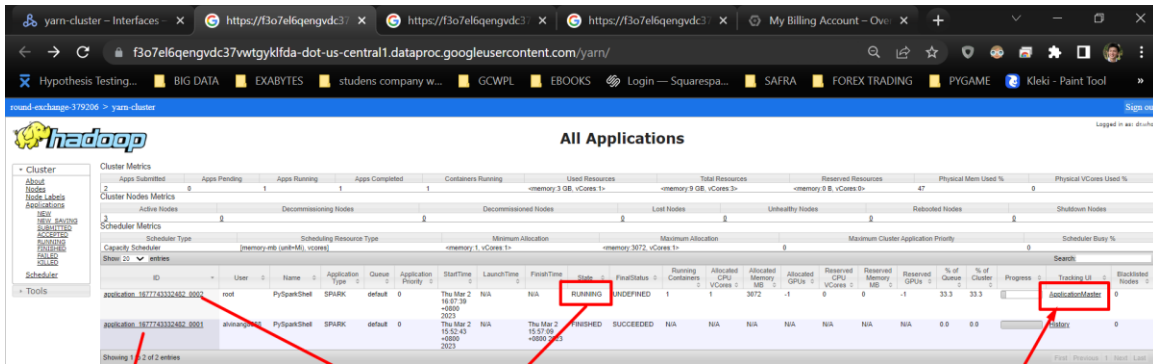 yarn-cluster – Interfaces –
https://f3o7el6qengvdc37
https://f3o7el6qengvdc37
https://f3o7el6qengvdc37
My Billing Account – Over
f3o7el6qengvdc37vwtgyklfda-dot-us-central1.dataproc.googleusercontent.com/yarn/
Hypothesis Testing... BIG DATA EXABYTES studens company w... GCWPL EBOOKS Login — Squarespa... SAFRA FOREX TRADING PYGAME Kleki - Paint Tool »
round-exchange-379206 > yarn-cluster Sign ou
Logged in as:
hadoop
All Applications
Cluster
About
Nodes
Node Labels
Applications
NEW
NEW_SAVING
SUBMITTED
ACCEPTED
RUNNING
FINISHED
FAILED
KILLED
Scheduler
Tools
Cluster Metrics
Apps Submitted Apps Pending Apps Running Apps Completed Containers Running Used Resources Total Resources Reserved Resources Physical Mem Used % Physical VCores Used %
2 0 1 1 1 <memory:3 GB, vCores:1> <memory:9 GB, vCores:3> <memory:0 B, vCores:0> 47 0
Cluster Nodes Metrics
Active Nodes Decommissioning Nodes Decommissioned Nodes Lost Nodes Unhealthy Nodes Rebooted Nodes Shutdown Nodes
3 0 0 0 0 0 0
Scheduler Metrics
Scheduler Type Scheduling Resource Type Minimum Allocation Maximum Allocation Maximum Cluster Application Priority Scheduler Busy %
Capacity Scheduler [memory-mb (unit=Mi), vcores] <memory:1, vCores:1> <memory:3072, vCores:1> 0 0
Show 20 entries Search:
ID User Name Application Type Queue Application Priority StartTime LaunchTime FinishTime State FinalStatus Running Containers Allocated CPU VCores Allocated Memory MB Allocated GPUs Reserved CPU VCores Reserved Memory MB Reserved GPUs % of Queue % of Cluster Progress Tracking UI Blacklisted Nodes
application_1677743332482_0002 root PySparkShell SPARK default 0 Thu Mar 2 16:07:39 +0800 2023 N/A N/A RUNNING UNDEFINED 1 1 3072 -1 0 0 -1 33.3 33.3 ApplicationMaster 0
application_1677743332482_0001 PySparkShell SPARK default 0 Thu Mar 2 15:52:43 +0800 2023 N/A Thu Mar 2 15:57:09 +0800 2023 FINISHED SUCCEEDED N/A N/A N/A N/A N/A N/A N/A 0.0 0.0 History 0
Showing 1 to 2 of 2 entries First Previous 1 Next Last